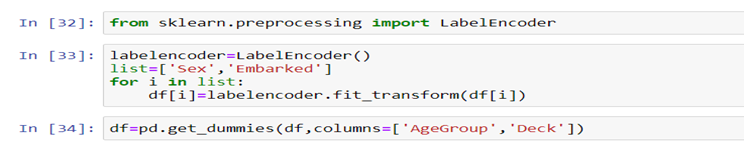 In [32]: from sklearn.preprocessing import LabelEncoder
In [33]: labelencoder=LabelEncoder()
list=['Sex','Embarked']
for i in list:
    df[i]=labelencoder.fit_transform(df[i])
In [34]: df=pd.get_dummies(df,columns=['AgeGroup','Deck'])